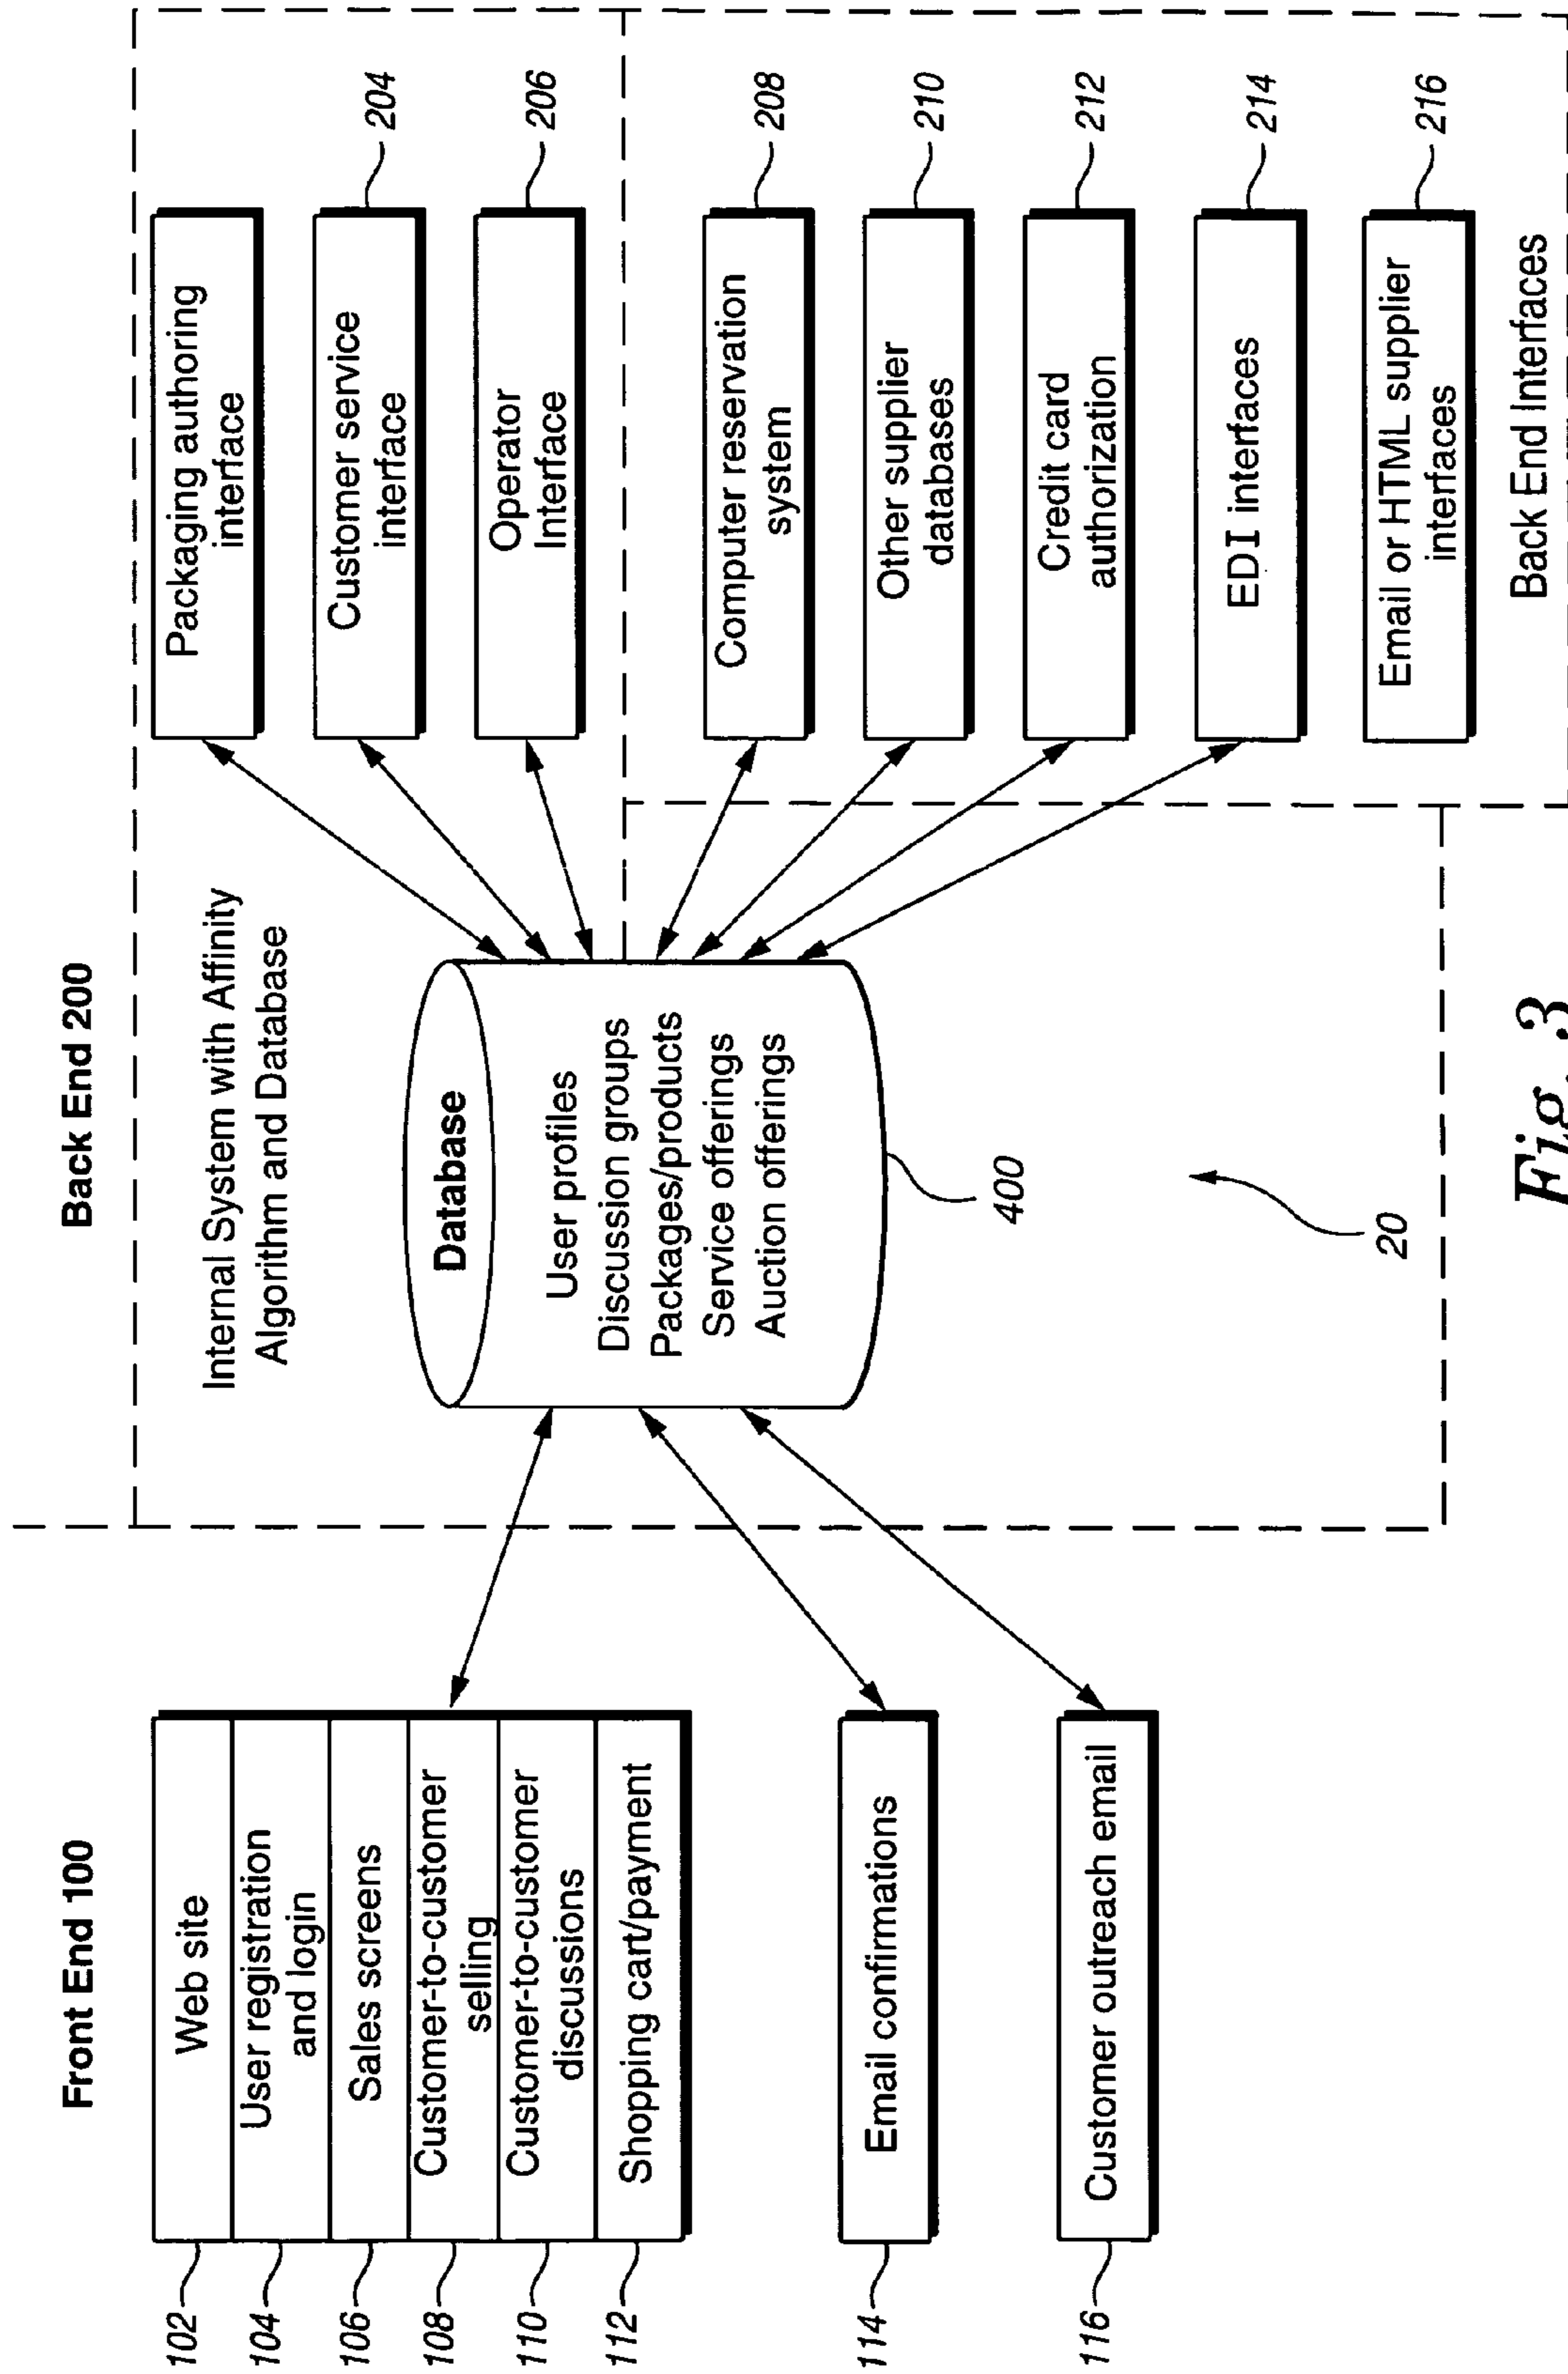 Front End 100
Back End 200
102
Web site
104
User registration
and login
106
Sales screens
108
Customer-to-customer
selling
110
Customer-to-customer
discussions
112
Shopping cart/payment
114
Email confirmations
116
Customer outreach email
Internal System with Affinity
Algorithm and Database
Database
User profiles
Discussion groups
Packages/products
Service offerings
Auction offerings
400
20
Packaging authoring
interface
Customer service
interface
204
Operator
Interface
206
Computer reservation
system
208
Other supplier
databases
210
Credit card
authorization
212
EDI interfaces
214
Email or HTML supplier
interfaces
216
Back End Interfaces
Fig. 3